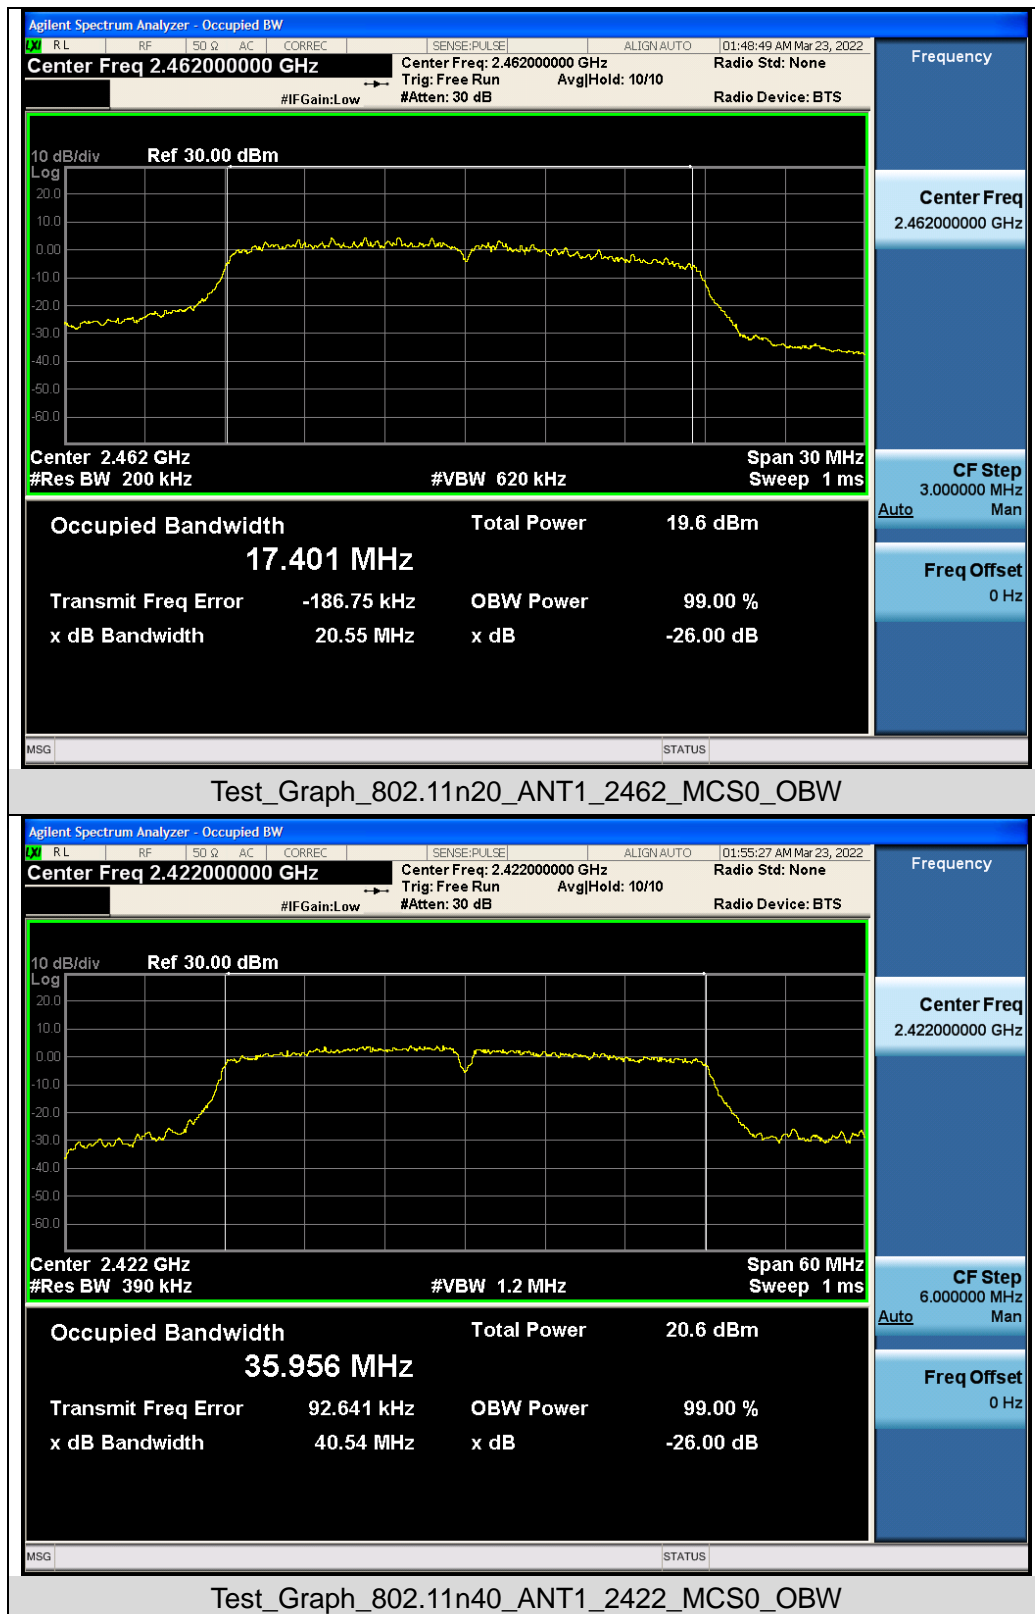 Agilent Spectrum Analyzer - Occupied BW
LXI RL RF 50 Ω AC CORREC SENSE:PULSE ALIGN AUTO 01:48:49 AM Mar 23, 2022
Center Freq 2.462000000 GHz Center Freq: 2.462000000 GHz Radio Std: None Frequency
Trig: Free Run Avg|Hold: 10/10
#IFGain:Low #Atten: 30 dB Radio Device: BTS
10 dB/div Ref 30.00 dBm
Log
20.0
10.0
0.00
-10.0
-20.0
-30.0
-40.0
-50.0
-60.0
Center 2.462 GHz Span 30 MHz
#Res BW 200 kHz #VBW 620 kHz Sweep 1 ms
Center Freq
2.462000000 GHz
CF Step
3.000000 MHz
Auto Man
Freq Offset
0 Hz
Occupied Bandwidth Total Power 19.6 dBm
17.401 MHz
Transmit Freq Error -186.75 kHz OBW Power 99.00 %
x dB Bandwidth 20.55 MHz x dB -26.00 dB
MSG STATUS
Test_Graph_802.11n20_ANT1_2462_MCS0_OBW
Agilent Spectrum Analyzer - Occupied BW
LXI RL RF 50 Ω AC CORREC SENSE:PULSE ALIGN AUTO 01:55:27 AM Mar 23, 2022
Center Freq 2.422000000 GHz Center Freq: 2.422000000 GHz Radio Std: None Frequency
Trig: Free Run Avg|Hold: 10/10
#IFGain:Low #Atten: 30 dB Radio Device: BTS
10 dB/div Ref 30.00 dBm
Log
20.0
10.0
0.00
-10.0
-20.0
-30.0
-40.0
-50.0
-60.0
Center 2.422 GHz Span 60 MHz
#Res BW 390 kHz #VBW 1.2 MHz Sweep 1 ms
Center Freq
2.422000000 GHz
CF Step
6.000000 MHz
Auto Man
Freq Offset
0 Hz
Occupied Bandwidth Total Power 20.6 dBm
35.956 MHz
Transmit Freq Error 92.641 kHz OBW Power 99.00 %
x dB Bandwidth 40.54 MHz x dB -26.00 dB
MSG STATUS
Test_Graph_802.11n40_ANT1_2422_MCS0_OBW